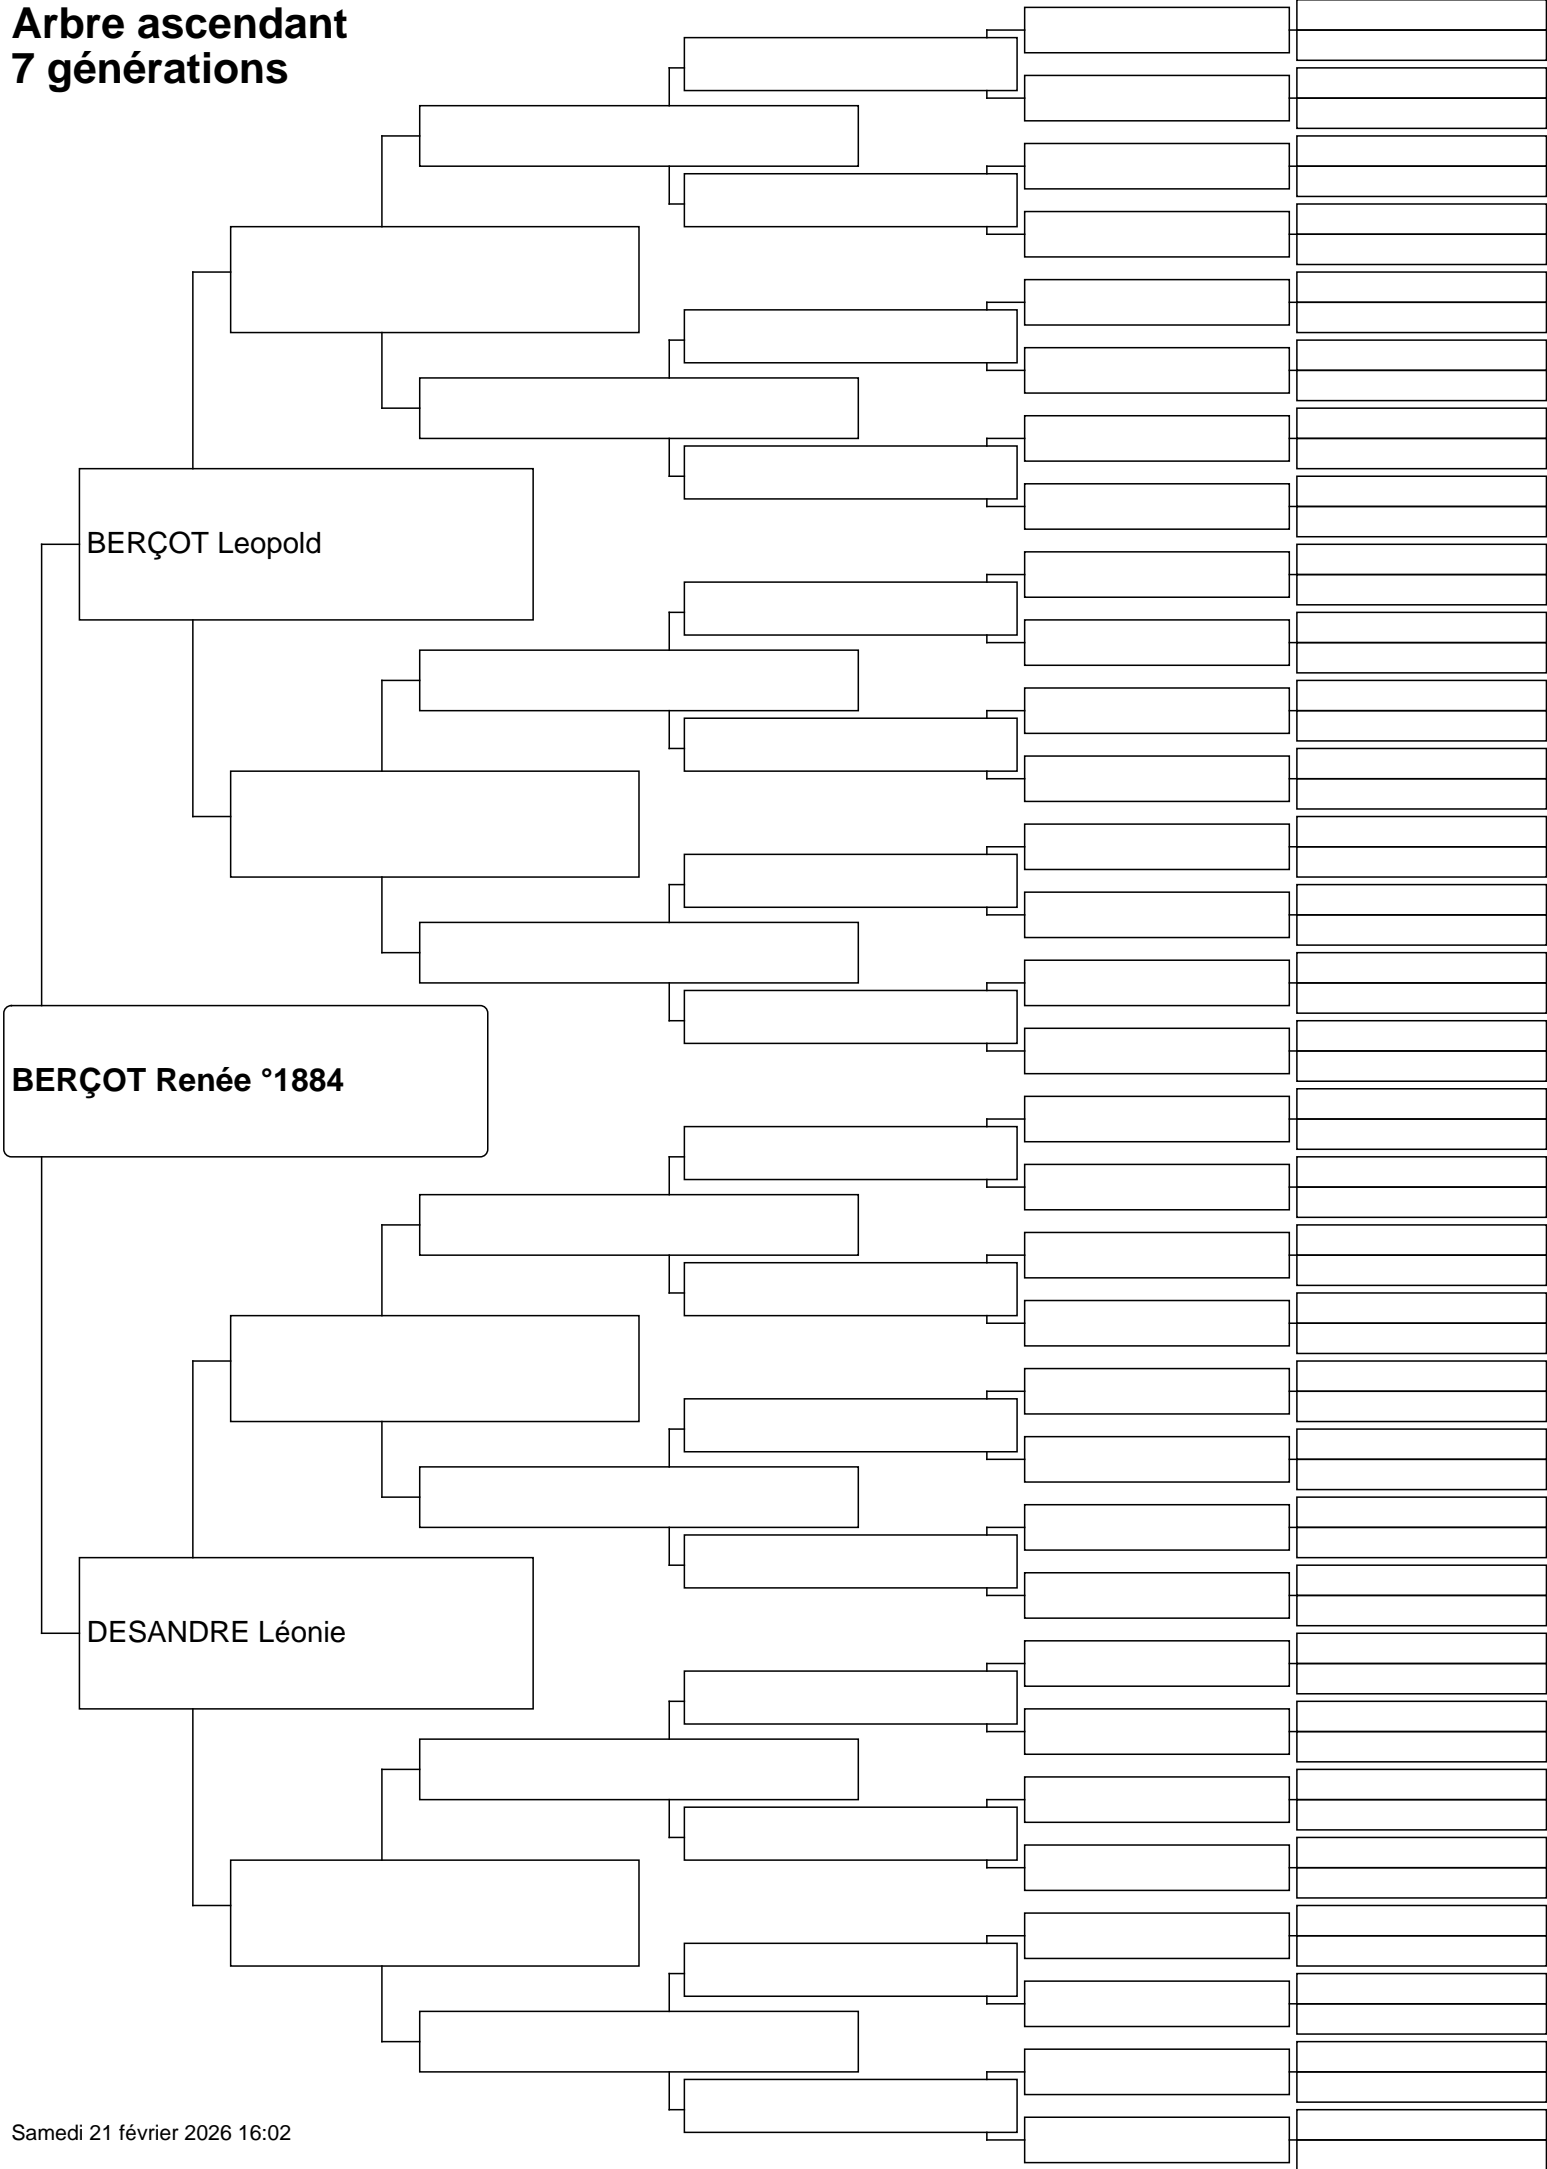 Arbre ascendant
7 générations
BERÇOT Leopold
BERÇOT Renée °1884
DESANDRE Léonie
Samedi 21 février 2026 16:02